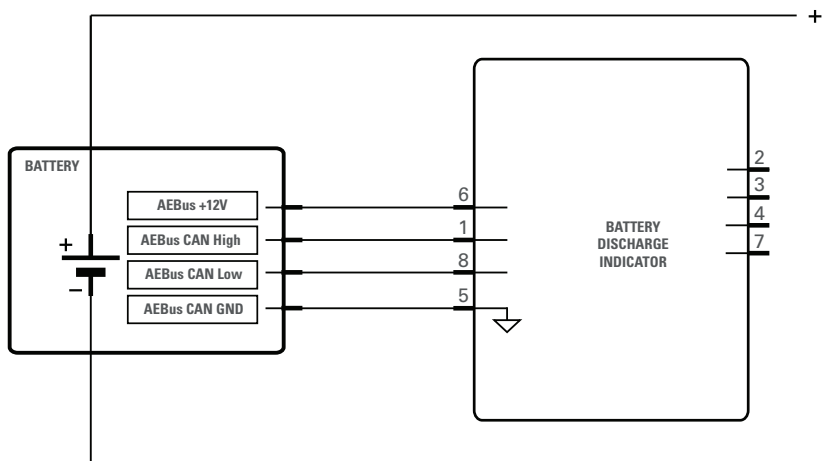 +
BATTERY
AEBus +12V
AEBus CAN High
AEBus CAN Low
AEBus CAN GND
+
−
6
1
8
5
BATTERY
DISCHARGE
INDICATOR
2
3
4
7